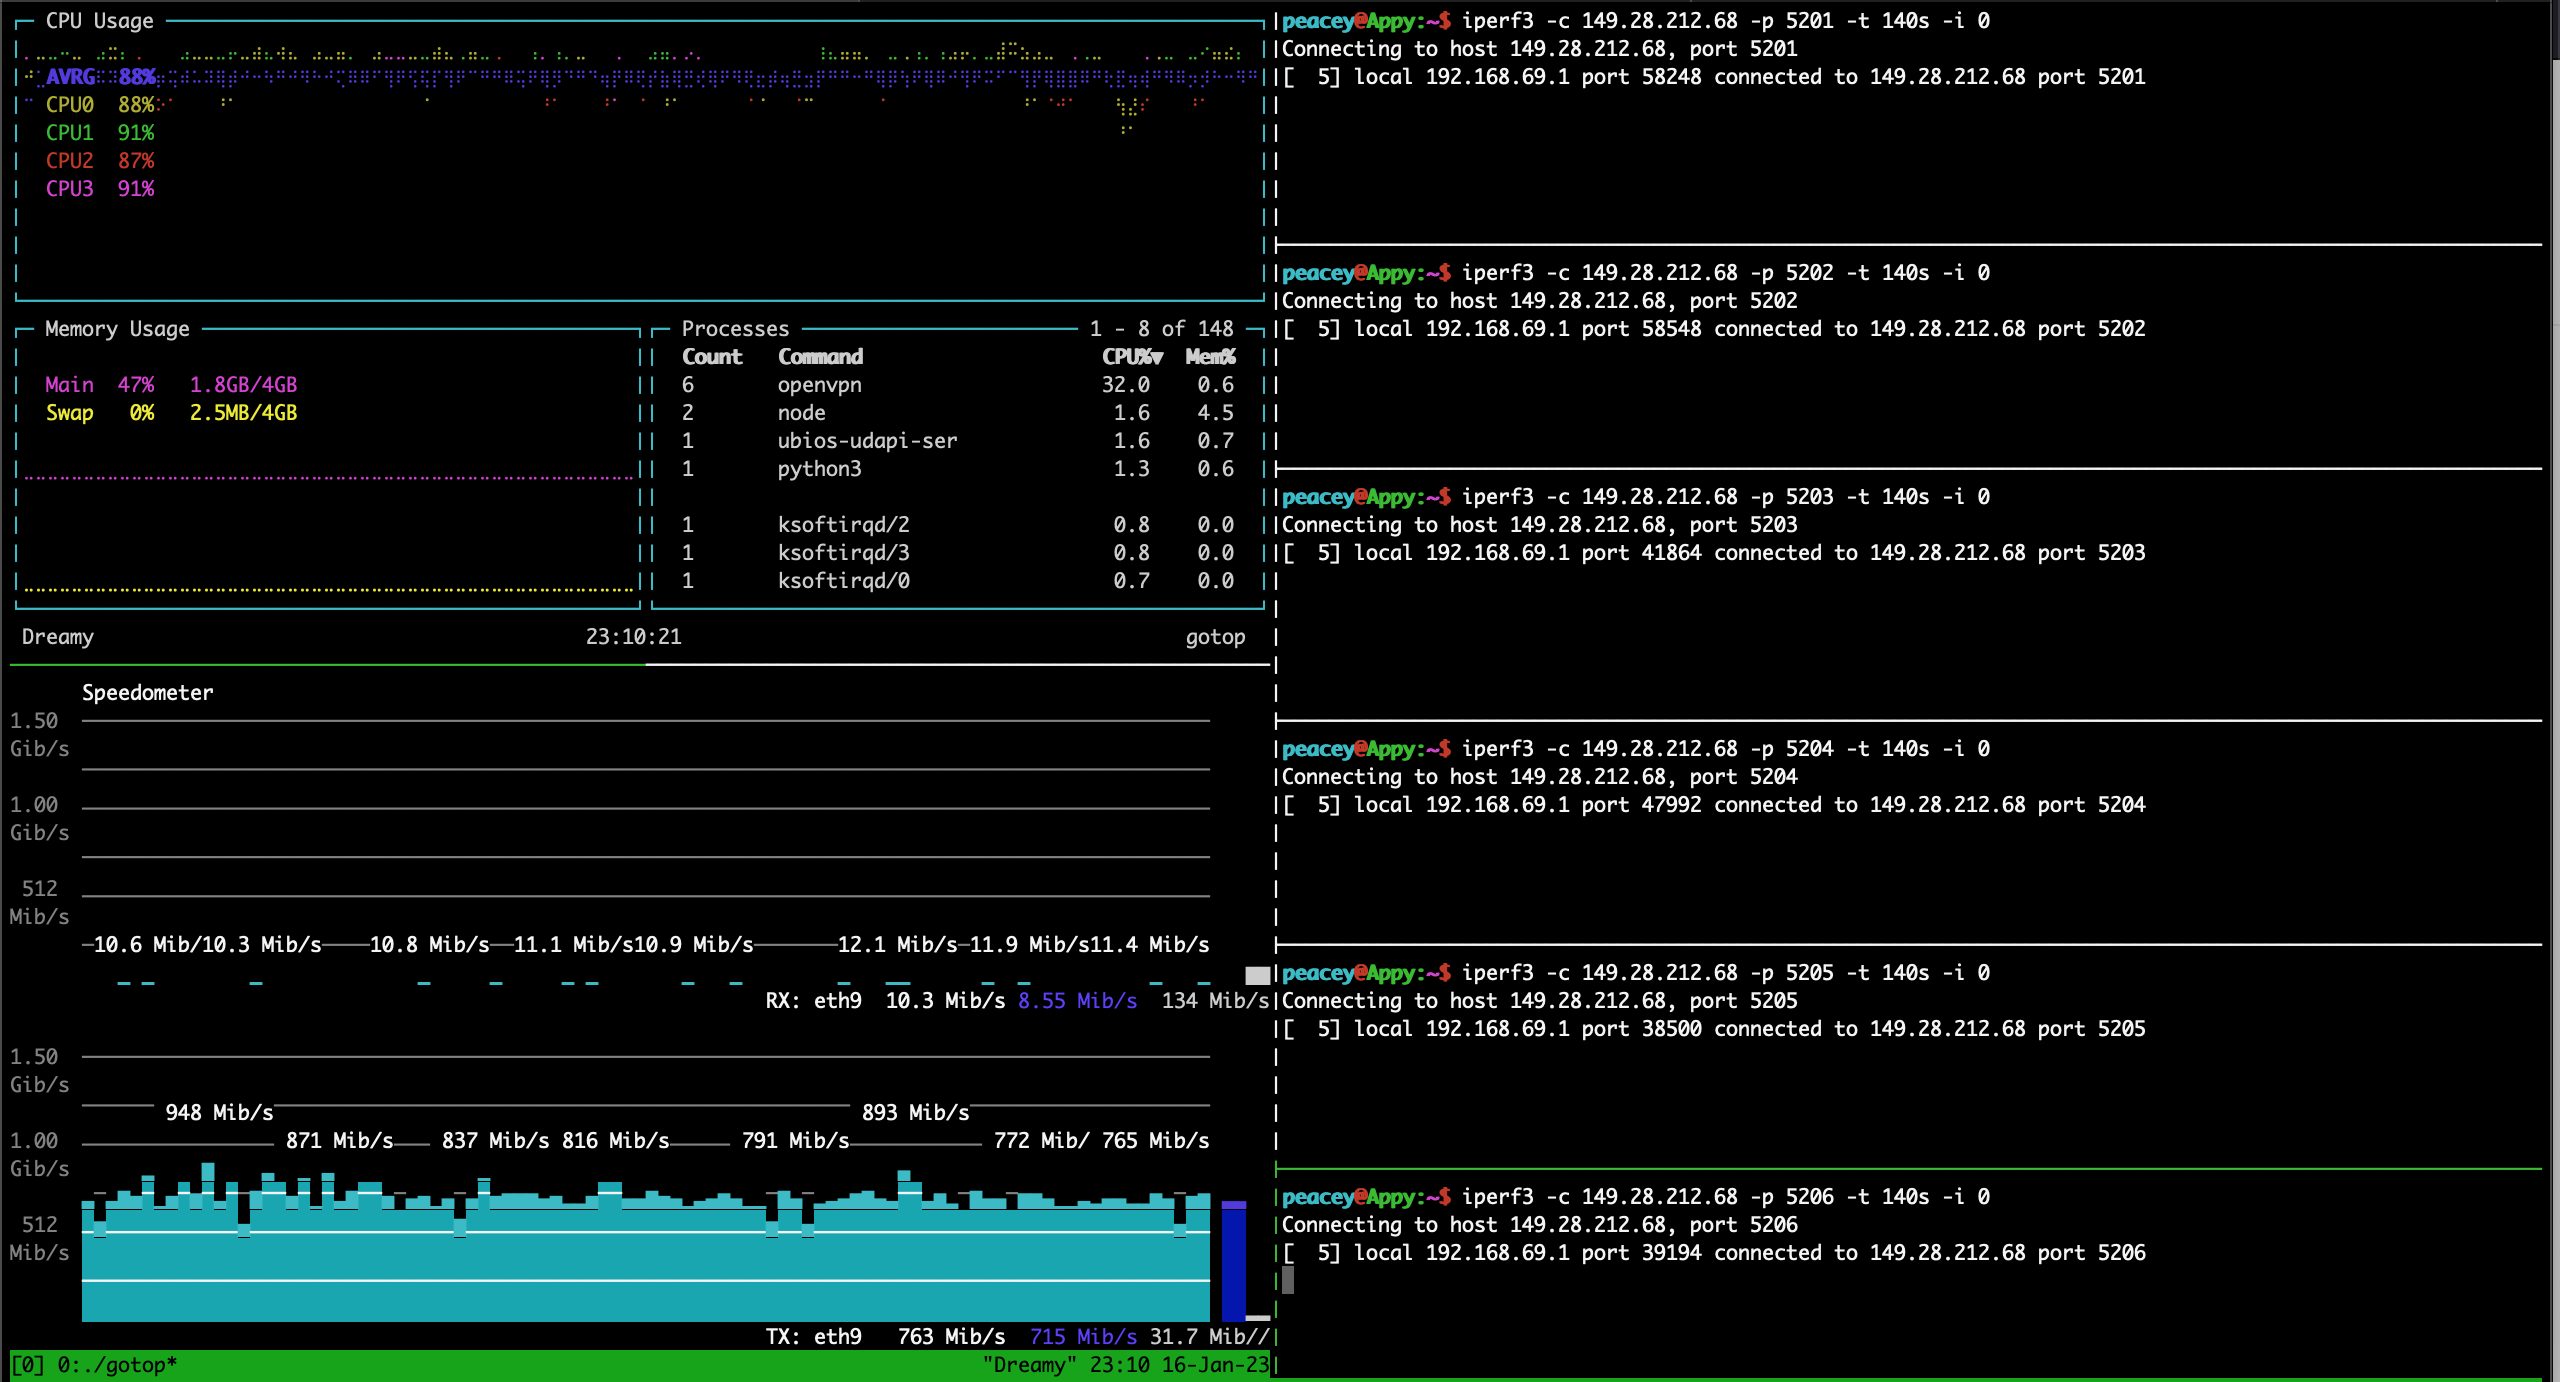 CPU Usage
AVRG  88%
CPU0  88%
CPU1  91%
CPU2  87%
CPU3  91%
Memory Usage
Main  47%   1.8GB/4GB
Swap   0%   2.5MB/4GB
Processes 1 - 8 of 148
Count   Command   CPU%▼  Mem%
6       openvpn   32.0    0.6
2       node   1.6    4.5
1       ubios-udapi-ser   1.6    0.7
1       python3   1.3    0.6
1       ksoftirqd/2   0.8    0.0
1       ksoftirqd/3   0.8    0.0
1       ksoftirqd/0   0.7    0.0
Dreamy   23:10:21   gotop
Speedometer
1.50
Gib/s
1.00
Gib/s
512
Mib/s
10.6 Mib/10.3 Mib/s 10.8 Mib/s 11.1 Mib/s10.9 Mib/s 12.1 Mib/s 11.9 Mib/s11.4 Mib/s
RX: eth9  10.3 Mib/s 8.55 Mib/s  134 Mib/s
1.50
Gib/s
948 Mib/s 893 Mib/s
1.00 871 Mib/s 837 Mib/s 816 Mib/s 791 Mib/s 772 Mib/ 765 Mib/s
Gib/s
512
Mib/s
TX: eth9   763 Mib/s  715 Mib/s 31.7 Mib//
[0] 0:./gotop* "Dreamy" 23:10 16-Jan-23
peacey@Appy:~$ iperf3 -c 149.28.212.68 -p 5201 -t 140s -i 0
Connecting to host 149.28.212.68, port 5201
[  5] local 192.168.69.1 port 58248 connected to 149.28.212.68 port 5201
peacey@Appy:~$ iperf3 -c 149.28.212.68 -p 5202 -t 140s -i 0
Connecting to host 149.28.212.68, port 5202
[  5] local 192.168.69.1 port 58548 connected to 149.28.212.68 port 5202
peacey@Appy:~$ iperf3 -c 149.28.212.68 -p 5203 -t 140s -i 0
Connecting to host 149.28.212.68, port 5203
[  5] local 192.168.69.1 port 41864 connected to 149.28.212.68 port 5203
peacey@Appy:~$ iperf3 -c 149.28.212.68 -p 5204 -t 140s -i 0
Connecting to host 149.28.212.68, port 5204
[  5] local 192.168.69.1 port 47992 connected to 149.28.212.68 port 5204
peacey@Appy:~$ iperf3 -c 149.28.212.68 -p 5205 -t 140s -i 0
Connecting to host 149.28.212.68, port 5205
[  5] local 192.168.69.1 port 38500 connected to 149.28.212.68 port 5205
peacey@Appy:~$ iperf3 -c 149.28.212.68 -p 5206 -t 140s -i 0
Connecting to host 149.28.212.68, port 5206
[  5] local 192.168.69.1 port 39194 connected to 149.28.212.68 port 5206